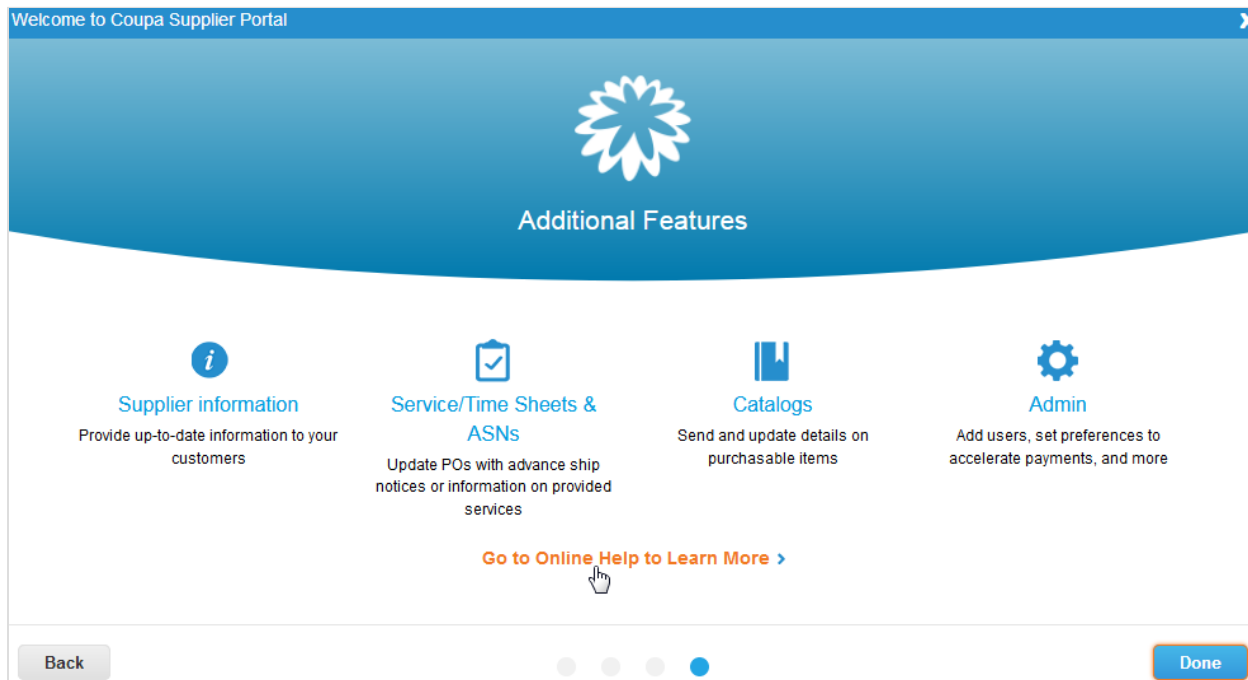 Welcome to Coupa Supplier Portal
Additional Features
Supplier information
Provide up-to-date information to your
customers
Service/Time Sheets &
ASNs
Update POs with advance ship
notices or information on provided
services
Catalogs
Send and update details on
purchasable items
Admin
Add users, set preferences to
accelerate payments, and more
Go to Online Help to Learn More >
Back
Done